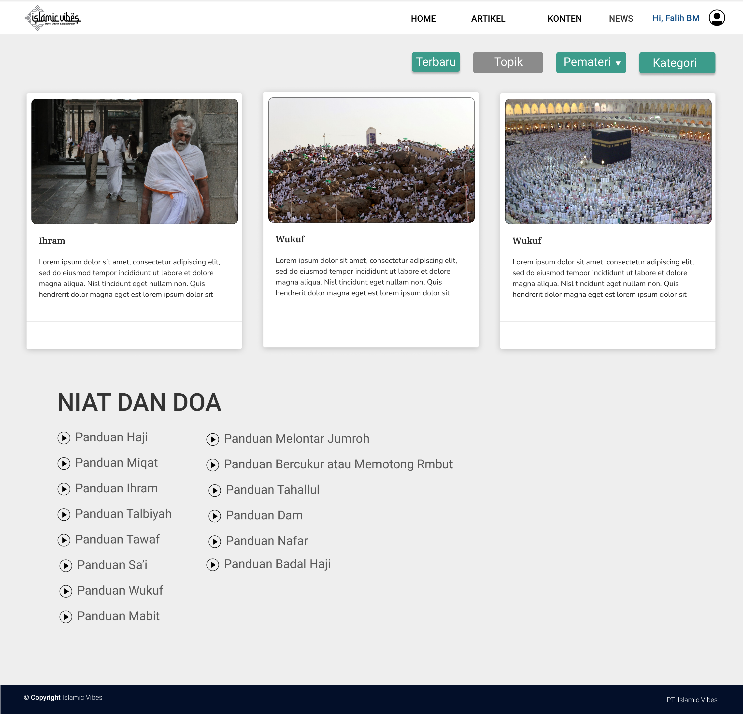 islamic vibes
HOME ARTIKEL KONTEN NEWS Hi, Falih BM
Terbaru Topik Pemateri Kategori
Ihram
Lorem ipsum dolor sit amet, consectetur adipiscing elit,
sed do eiusmod tempor incididunt ut labore et dolore
magna aliqua. Nisl tincidunt eget nullam non. Quis
hendrerit dolor magna eget est lorem ipsum dolor sit
Wukuf
Lorem ipsum dolor sit amet, consectetur adipiscing elit,
sed do eiusmod tempor incididunt ut labore et dolore
magna aliqua. Nisl tincidunt eget nullam non. Quis
hendrerit dolor magna eget est lorem ipsum dolor sit
Wukuf
Lorem ipsum dolor sit amet, consectetur adipiscing elit,
sed do eiusmod tempor incididunt ut labore et dolore
magna aliqua. Nisl tincidunt eget nullam non. Quis
hendrerit dolor magna eget est lorem ipsum dolor sit
NIAT DAN DOA
Panduan Haji
Panduan Miqat
Panduan Ihram
Panduan Talbiyah
Panduan Tawaf
Panduan Sa'i
Panduan Wukuf
Panduan Mabit
Panduan Melontar Jumroh
Panduan Bercukur atau Memotong Rmbut
Panduan Tahallul
Panduan Dam
Panduan Nafar
Panduan Badal Haji
© Copyright Islamic Vibes
PT. Islamic Vibes